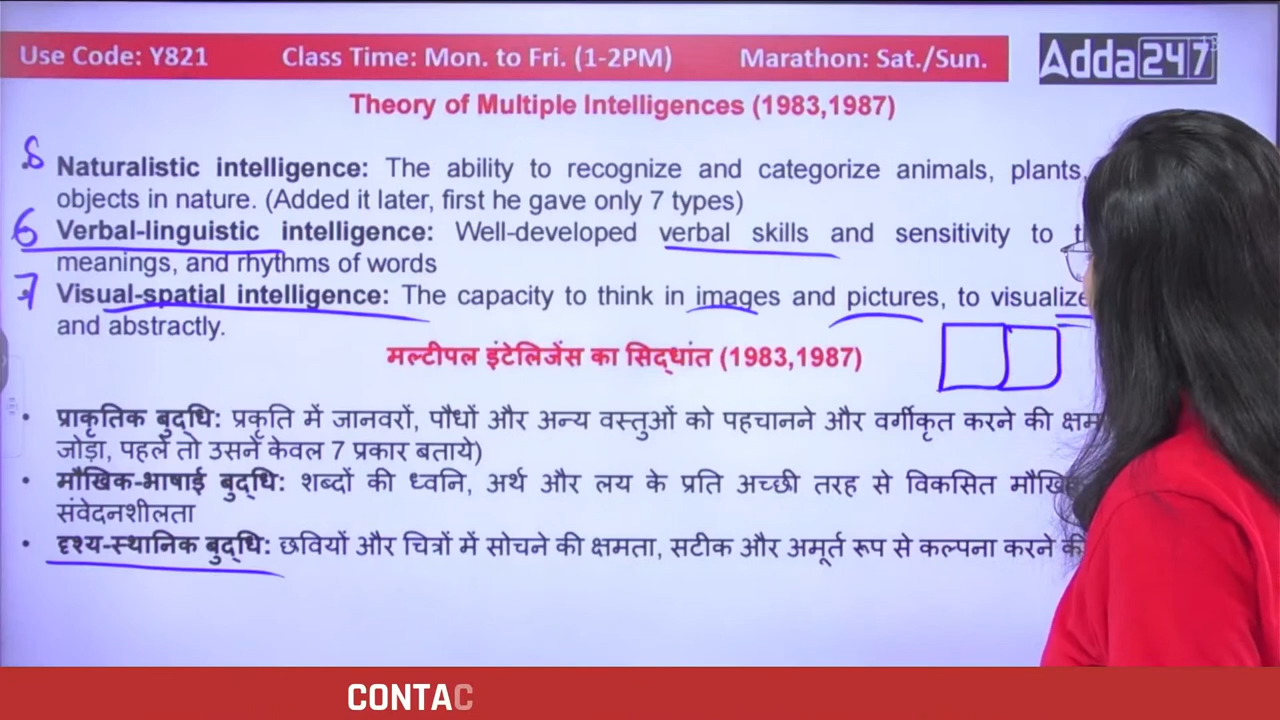 Use Code: Y821 Class Time: Mon. to Fri. (1-2PM) Marathon: Sat./Sun. Adda247
Theory of Multiple Intelligences (1983,1987)
8 Naturalistic intelligence: The ability to recognize and categorize animals, plants,
objects in nature. (Added it later, first he gave only 7 types)
6 Verbal-linguistic intelligence: Well-developed verbal skills and sensitivity to
meanings, and rhythms of words
7 Visual-spatial intelligence: The capacity to think in images and pictures, to visualize
and abstractly.
मल्टीपल इंटेलिजेंस का सिद्धांत (1983,1987)
• प्राकृतिक बुद्धि: प्रकृति में जानवरों, पौधों और अन्य वस्तुओं को पहचानने और वर्गीकृत करने की
जोड़ा, पहले तो उसने केवल 7 प्रकार बताये)
• मौखिक-भाषाई बुद्धि: शब्दों की ध्वनि, अर्थ और लय के प्रति अच्छी तरह से विकसित
संवेदनशीलता
• दृश्य-स्थानिक बुद्धि: छवियों और चित्रों में सोचने की क्षमता, सटीक और अमूर्त रूप से कल्पना करने
CONTAC